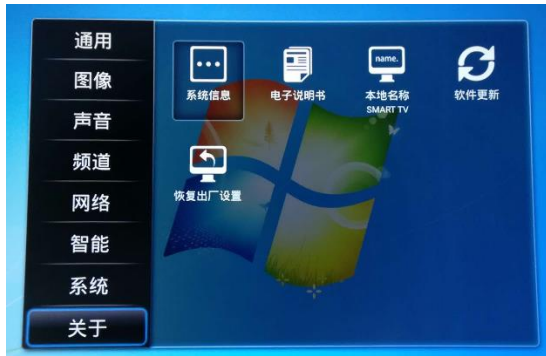 通用
图像
声音
频道
网络
智能
系统
关于
系统信息
电子说明书
name.
本地名称
SMART TV
软件更新
恢复出厂设置